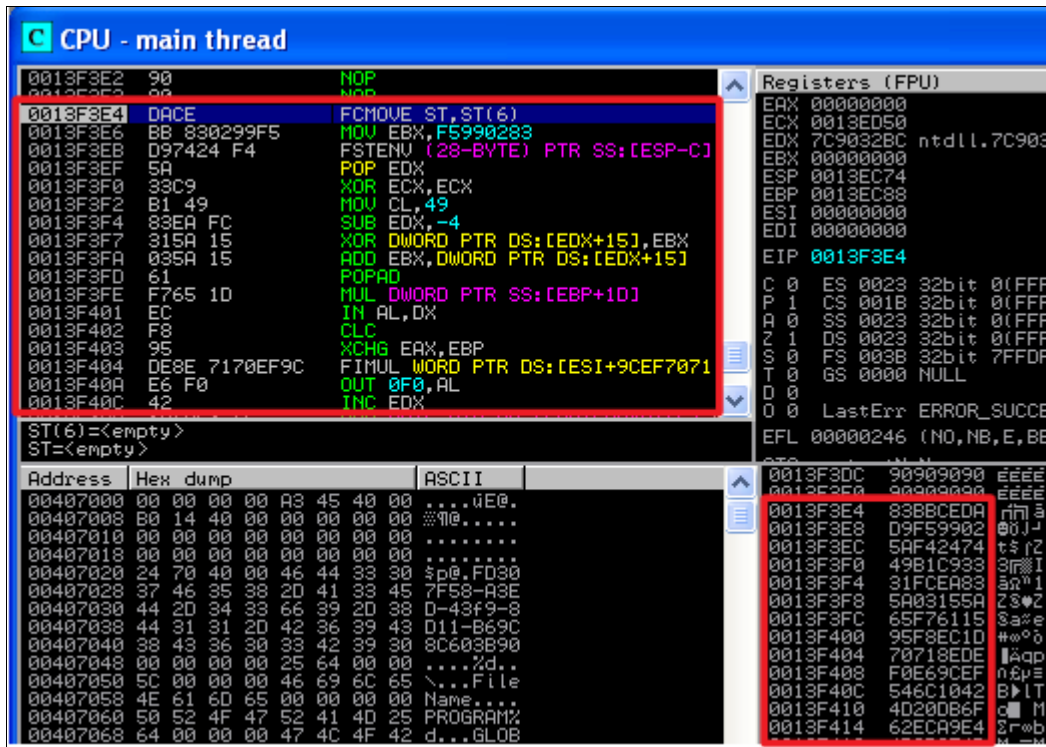 C CPU - main thread
0013F3E2 90 NOP
0013F3E3 90 NOP
0013F3E4 DACE FCMOVE ST,ST(6)
0013F3E6 BB 830299F5 MOV EBX,F5990283
0013F3EB D97424 F4 FSTENV (28-BYTE) PTR SS:[ESP-C]
0013F3EF 5A POP EDX
0013F3F0 33C9 XOR ECX,ECX
0013F3F2 B1 49 MOV CL,49
0013F3F4 83EA FC SUB EDX,-4
0013F3F7 315A 15 XOR DWORD PTR DS:[EDX+15],EBX
0013F3FA 035A 15 ADD EBX,DWORD PTR DS:[EDX+15]
0013F3FD 61 POPAD
0013F3FE F765 1D MUL DWORD PTR SS:[EBP+1D]
0013F401 EC IN AL,DX
0013F402 F8 CLC
0013F403 95 XCHG EAX,EBP
0013F404 DE8E 7170EF9C FIMUL WORD PTR DS:[ESI+9CEF7071
0013F40A E6 F0 OUT 0F0,AL
0013F40C 42 INC EDX
ST(6)=<empty>
ST=<empty>
Registers (FPU)
EAX 00000000
ECX 0013ED50
EDX 7C9032BC ntdll.7C903
EBX 00000000
ESP 0013EC74
EBP 0013EC88
ESI 00000000
EDI 00000000
EIP 0013F3E4
C 0 ES 0023 32bit 0(FFF
P 1 CS 001B 32bit 0(FFF
A 0 SS 0023 32bit 0(FFF
Z 1 DS 0023 32bit 0(FFF
S 0 FS 003B 32bit 7FFDF
T 0 GS 0000 NULL
D 0
O 0 LastErr ERROR_SUCCE
EFL 00000246 (NO,NB,E,BE
Address Hex dump ASCII
00407000 00 00 00 00 A3 45 40 00 ....úE@.
00407008 B0 14 40 00 00 00 00 00 ░¶@.....
00407010 00 00 00 00 00 00 00 00 ........
00407018 00 00 00 00 00 00 00 00 ........
00407020 24 70 40 00 46 44 33 30 $p@.FD30
00407028 37 46 35 38 2D 41 33 45 7F58-A3E
00407030 44 2D 34 33 66 39 2D 38 D-43f9-8
00407038 44 31 31 2D 42 36 39 43 D11-B69C
00407040 38 43 36 30 33 42 39 30 8C603B90
00407048 00 00 00 00 25 64 00 00 ....%d..
00407050 5C 00 00 00 46 69 6C 65 \...File
00407058 4E 61 6D 65 00 00 00 00 Name....
00407060 50 52 4F 47 52 41 4D 25 PROGRAM%
00407068 64 00 00 00 47 4C 4F 42 d...GLOB
0013F3DC 90909090 ÉÉÉÉ
0013F3E0 90909090 ÉÉÉÉ
0013F3E4 83BBCEDA
0013F3E8 D9F59902
0013F3EC 5AF42474
0013F3F0 49B1C933
0013F3F4 31FCEA83
0013F3F8 5A03155A
0013F3FC 65F76115
0013F400 95F8EC1D
0013F404 70718EDE
0013F408 F0E69CEF
0013F40C 546C1042
0013F410 4D20DB6F
0013F414 62ECA9E4